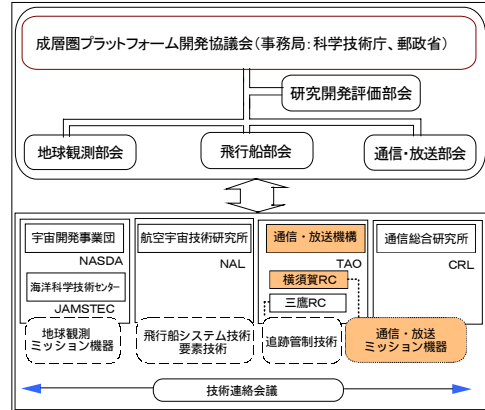 成層圏プラットフォーム開発協議会(事務局:科学技術庁、郵政省)
研究開発評価部会
地球観測部会
飛行船部会
通信・放送部会
宇宙開発事業団
NASDA
海洋科学技術センター
JAMSTEC
航空宇宙技術研究所
NAL
通信・放送機構
TAO
横須賀RC
三鷹RC
通信総合研究所
CRL
地球観測
ミッション機器
飛行船システム技術
要素技術
追跡管制技術
通信・放送
ミッション機器
技術連絡会議